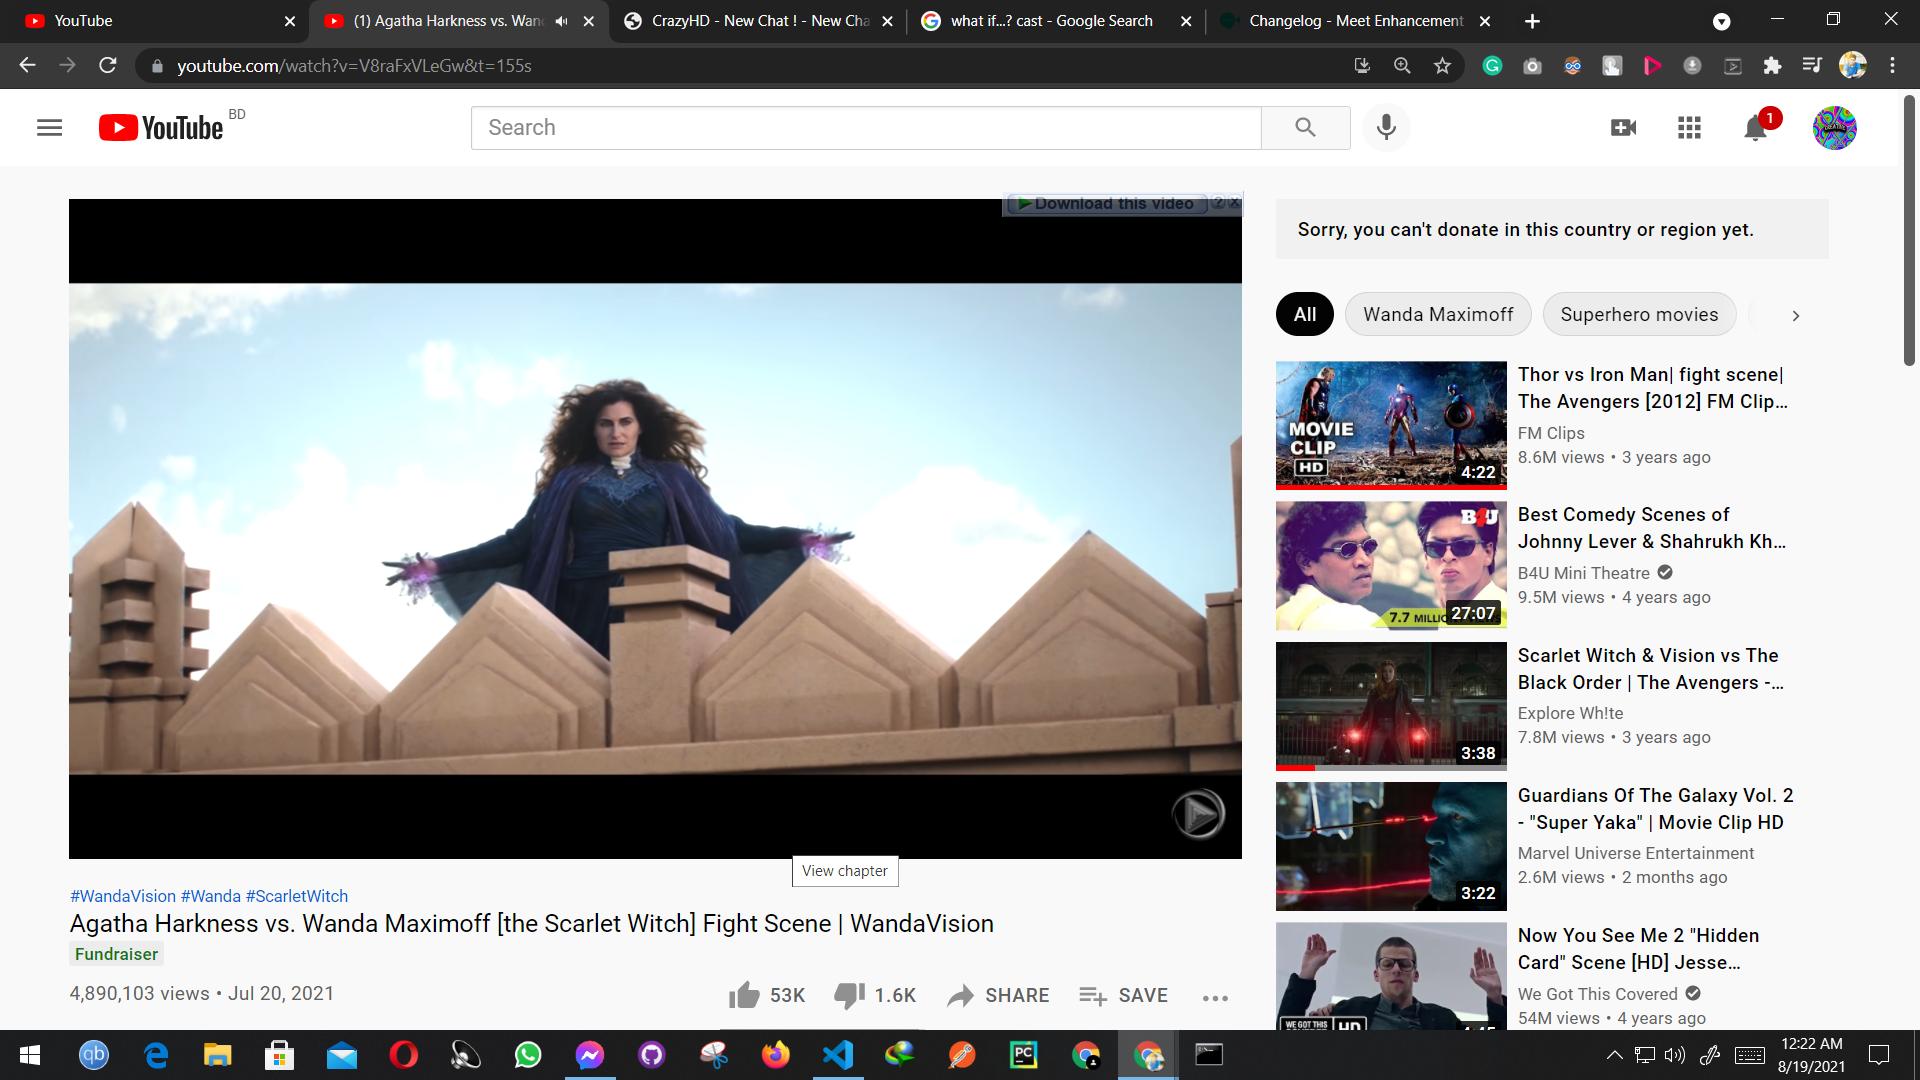 YouTube
(1) Agatha Harkness vs. Wan
CrazyHD - New Chat ! - New Cha
what if...? cast - Google Search
Changelog - Meet Enhancement
youtube.com/watch?v=V8raFxVLeGw&t=155s
YouTube BD
Search
1
Download this video
Sorry, you can't donate in this country or region yet.
All
Wanda Maximoff
Superhero movies
MOVIE
CLIP
HD
4:22
Thor vs Iron Man| fight scene|
The Avengers [2012] FM Clip...
FM Clips
8.6M views • 3 years ago
B4U
7.7 MILLIO
27:07
Best Comedy Scenes of
Johnny Lever & Shahrukh Kh...
B4U Mini Theatre
9.5M views • 4 years ago
3:38
Scarlet Witch & Vision vs The
Black Order | The Avengers -...
Explore Wh!te
7.8M views • 3 years ago
3:22
Guardians Of The Galaxy Vol. 2
- "Super Yaka" | Movie Clip HD
Marvel Universe Entertainment
2.6M views • 2 months ago
WE GOT THIS
HD
Now You See Me 2 "Hidden
Card" Scene [HD] Jesse...
We Got This Covered
54M views • 4 years ago
View chapter
#WandaVision #Wanda #ScarletWitch
Agatha Harkness vs. Wanda Maximoff [the Scarlet Witch] Fight Scene | WandaVision
Fundraiser
4,890,103 views • Jul 20, 2021
53K
1.6K
SHARE
SAVE
qb
PC
12:22 AM
8/19/2021